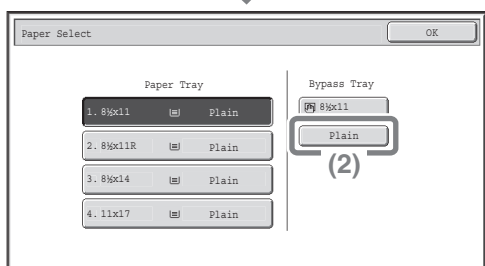 Paper Select OK
Paper Tray Bypass Tray
1. 8½x11 Plain
8½x11
2. 8½x11R Plain
Plain
(2)
3. 8½x14 Plain
4. 11x17 Plain